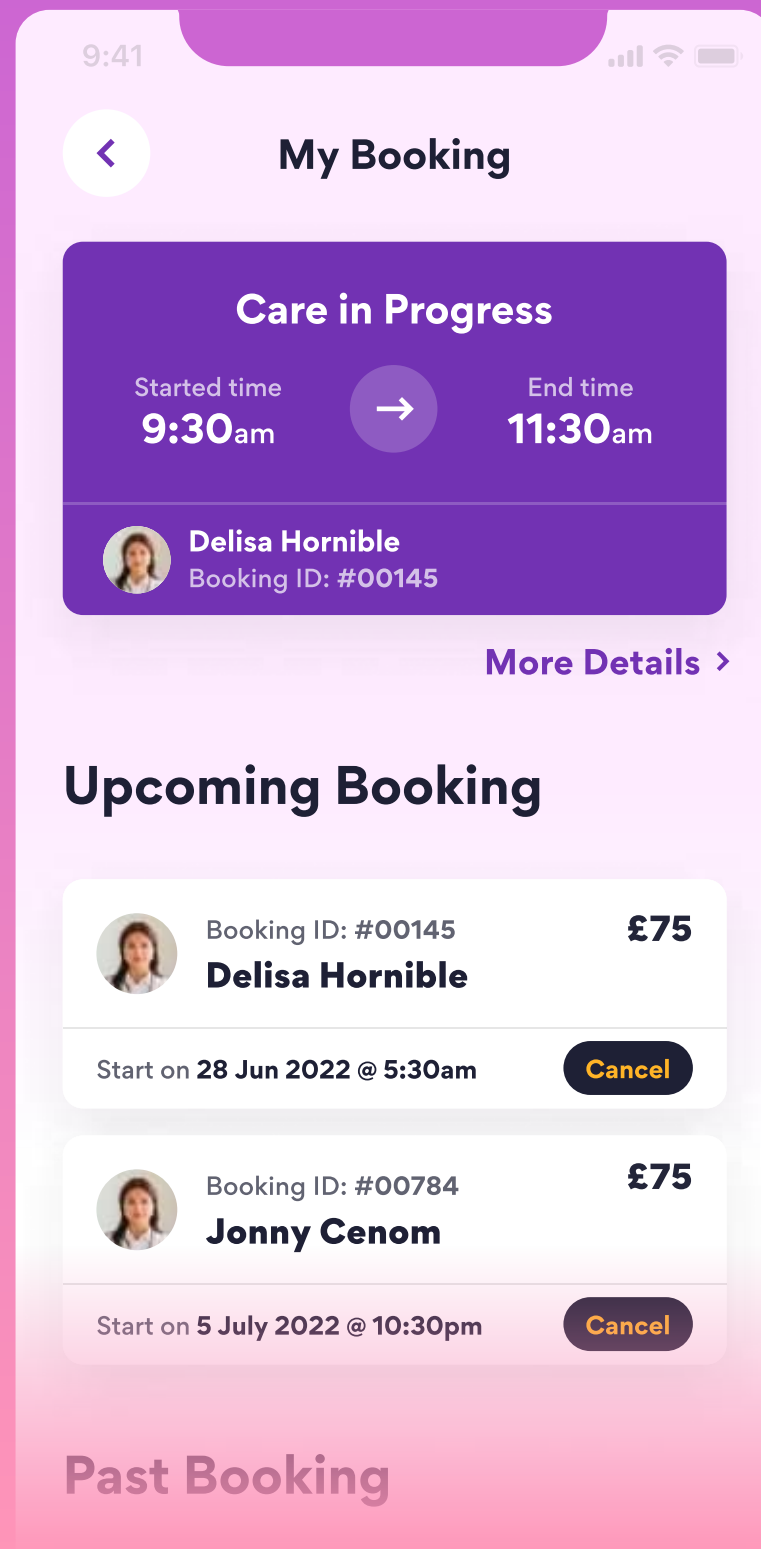 9:41
My Booking
Care in Progress
Started time
9:30am
End time
11:30am
Delisa Hornible
Booking ID: #00145
More Details
Upcoming Booking
Booking ID: #00145
£75
Delisa Hornible
Start on 28 Jun 2022 @ 5:30am
Cancel
Booking ID: #00784
£75
Jonny Cenom
Start on 5 July 2022 @ 10:30pm
Cancel
Past Booking